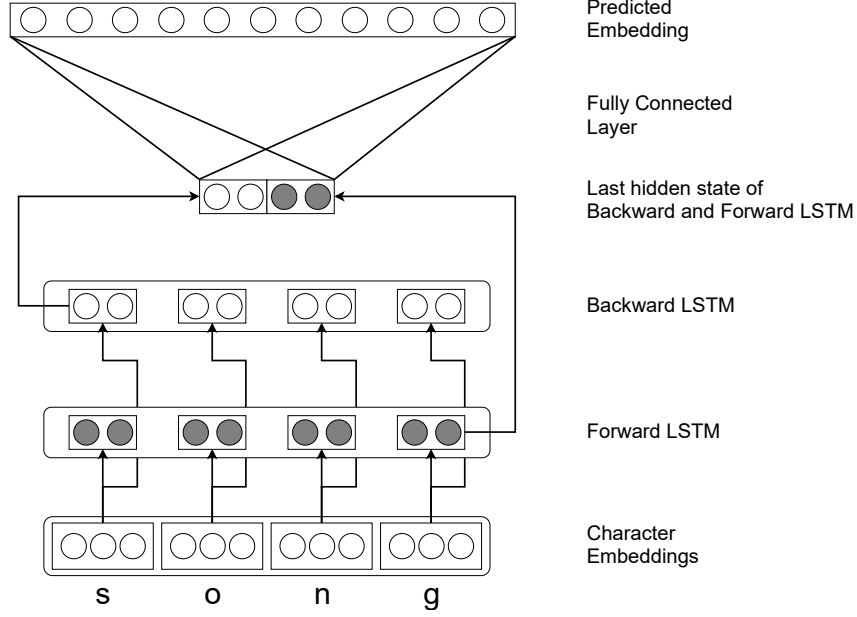 Predicted
Embedding
Fully Connected
Layer
Last hidden state of
Backward and Forward LSTM
Backward LSTM
Forward LSTM
Character
Embeddings
s o n g